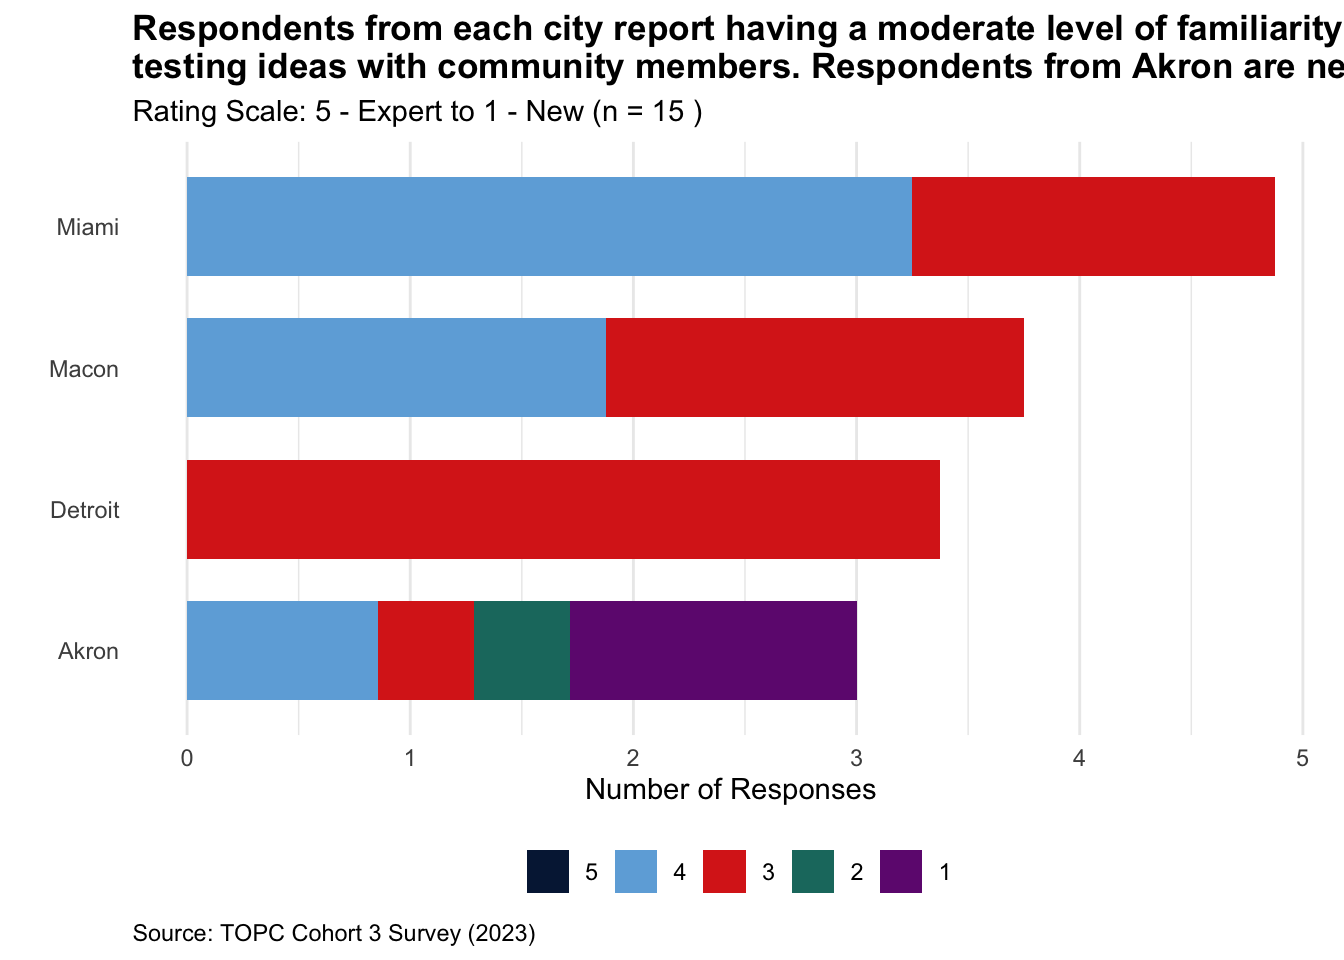 Respondents from each city report having a moderate level of familiarity
testing ideas with community members. Respondents from Akron are
Rating Scale: 5 - Expert to 1 - New (n = 15 )
Miami
Macon
Detroit
Akron
0 1 2 3 4 5
Number of Responses
5 4 3 2 1
Source: TOPC Cohort 3 Survey (2023)